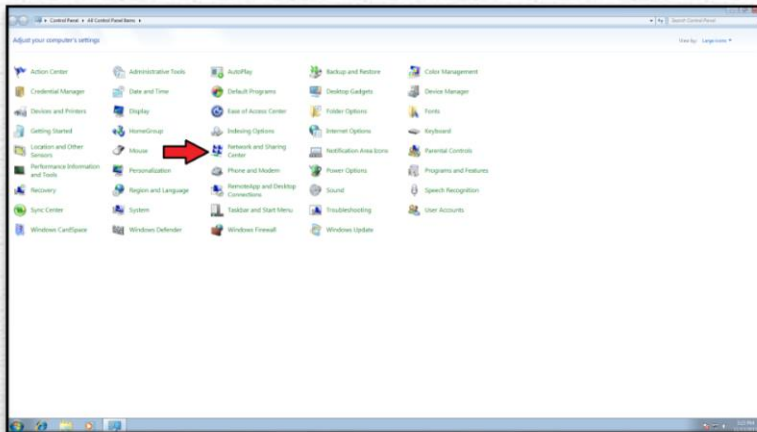 Control Panel ▸ All Control Panel Items ▸
Search Control Panel
Adjust your computer's settings
View by: Large icons
Action Center
Administrative Tools
AutoPlay
Backup and Restore
Color Management
Credential Manager
Date and Time
Default Programs
Desktop Gadgets
Device Manager
Devices and Printers
Display
Ease of Access Center
Folder Options
Fonts
Getting Started
HomeGroup
Indexing Options
Internet Options
Keyboard
Location and Other
Sensors
Mouse
Network and Sharing
Center
Notification Area Icons
Parental Controls
Performance Information
and Tools
Personalization
Phone and Modem
Power Options
Programs and Features
Recovery
Region and Language
RemoteApp and Desktop
Connections
Sound
Speech Recognition
Sync Center
System
Taskbar and Start Menu
Troubleshooting
User Accounts
Windows CardSpace
Windows Defender
Windows Firewall
Windows Update